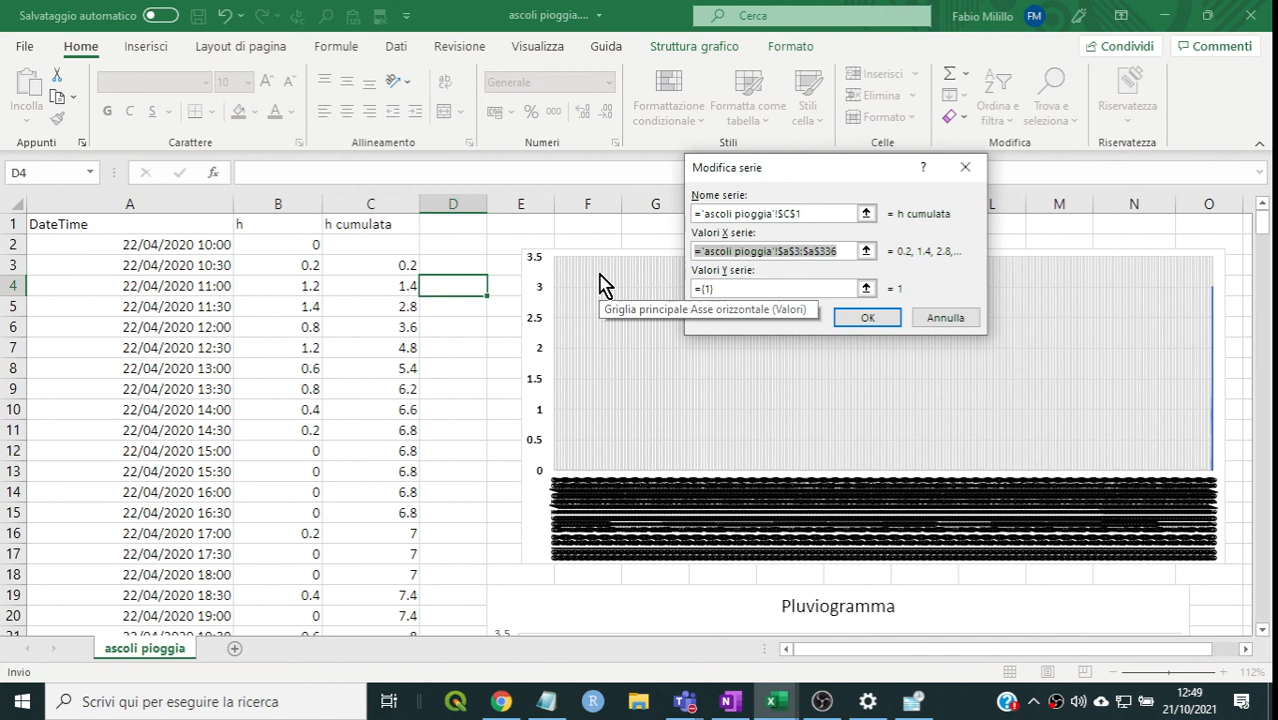 Salvataggio automatico
ascoli pioggia....
Cerca
Fabio Milillo
FM
File Home Inserisci Layout di pagina Formule Dati Revisione Visualizza Guida Struttura grafico Formato
Condividi
Commenti
Incolla
10
G C S
ab
Generale
% 000
Formattazione condizionale
Formatta come tabella
Stili cella
Inserisci
Elimina
Formato
Ordina e filtra
Trova e seleziona
Riservatezza
Appunti Carattere Allineamento Numeri Stili Celle Modifica Riservatezza
D4
fx
A B C D E F G L M N O
1 DateTime h h cumulata
2 22/04/2020 10:00 0
3 22/04/2020 10:30 0.2 0.2
4 22/04/2020 11:00 1.2 1.4
5 22/04/2020 11:30 1.4 2.8
6 22/04/2020 12:00 0.8 3.6
7 22/04/2020 12:30 1.2 4.8
8 22/04/2020 13:00 0.6 5.4
9 22/04/2020 13:30 0.8 6.2
10 22/04/2020 14:00 0.4 6.6
11 22/04/2020 14:30 0.2 6.8
12 22/04/2020 15:00 0 6.8
13 22/04/2020 15:30 0 6.8
14 22/04/2020 16:00 0 6.8
15 22/04/2020 16:30 0 6.8
16 22/04/2020 17:00 0.2 7
17 22/04/2020 17:30 0 7
18 22/04/2020 18:00 0 7
19 22/04/2020 18:30 0.4 7.4
20 22/04/2020 19:00 0 7.4
Modifica serie
?
Nome serie:
='ascoli pioggia'!$C$1
= h cumulata
Valori X serie:
='ascoli pioggia'!$a$3:$a$336
= 0.2, 1.4, 2.8,...
Valori Y serie:
={1}
= 1
OK
Annulla
Griglia principale Asse orizzontale (Valori)
3.5
3
2.5
2
1.5
1
0.5
0
Pluviogramma
3.5
ascoli pioggia
Invio
112%
Scrivi qui per eseguire la ricerca
12:49
21/10/2021